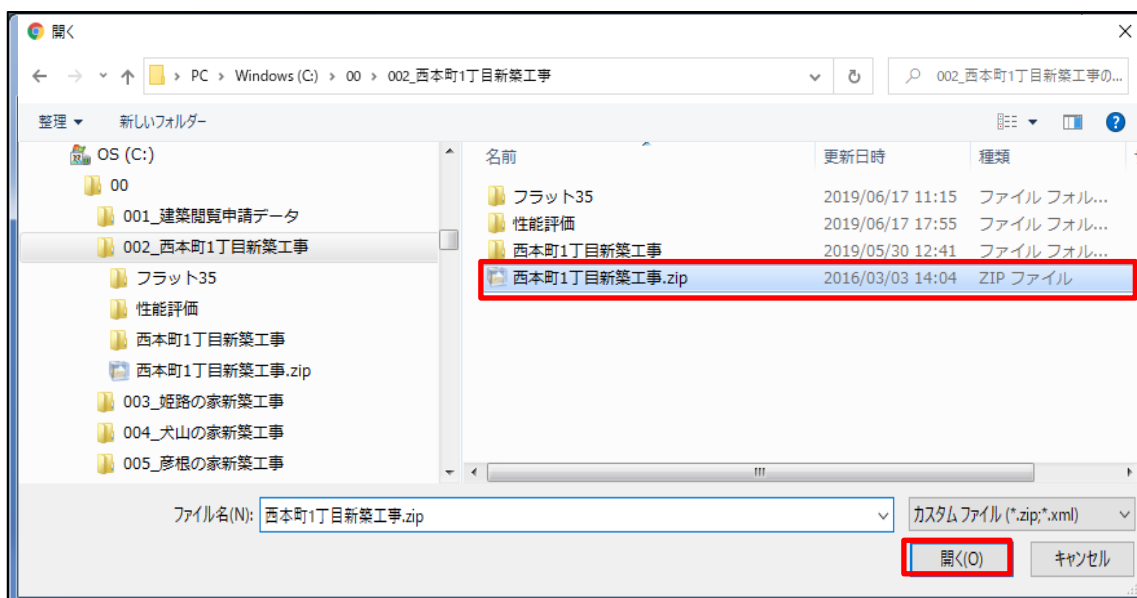 開く
PC › Windows (C:) › 00 › 002_西本町1丁目新築工事
002_西本町1丁目新築工事の...
整理
新しいフォルダー
OS (C:)
00
001_建築閲覧申請データ
002_西本町1丁目新築工事
フラット35
性能評価
西本町1丁目新築工事
西本町1丁目新築工事.zip
003_姫路の家新築工事
004_犬山の家新築工事
005_彦根の家新築工事
名前 更新日時 種類
フラット35 2019/06/17 11:15 ファイル フォル...
性能評価 2019/06/17 17:55 ファイル フォル...
西本町1丁目新築工事 2019/05/30 12:41 ファイル フォル...
西本町1丁目新築工事.zip 2016/03/03 14:04 ZIP ファイル
ファイル名(N): 西本町1丁目新築工事.zip
カスタム ファイル (*.zip;*.xml)
開く(O)
キャンセル